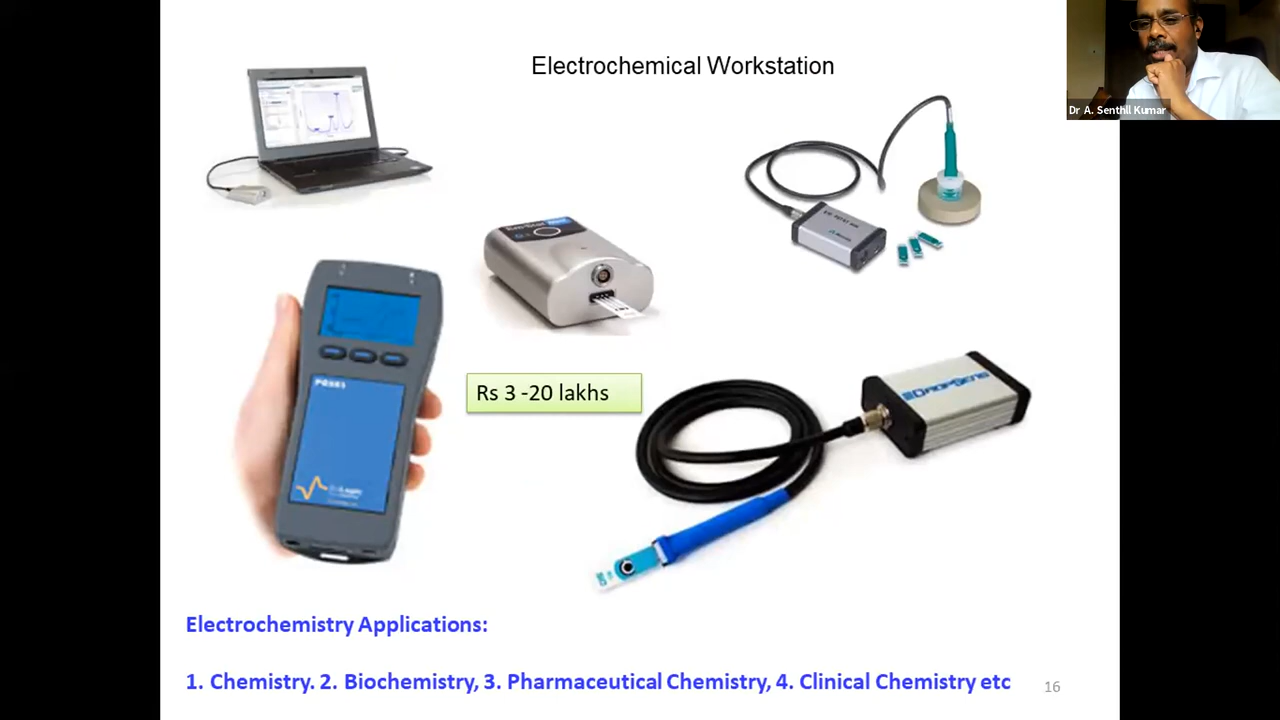 Electrochemical Workstation
Dr A. Senthil Kumar
Rs 3 -20 lakhs
DROPSENS
Electrochemistry Applications:
1. Chemistry. 2. Biochemistry, 3. Pharmaceutical Chemistry, 4. Clinical Chemistry etc
16